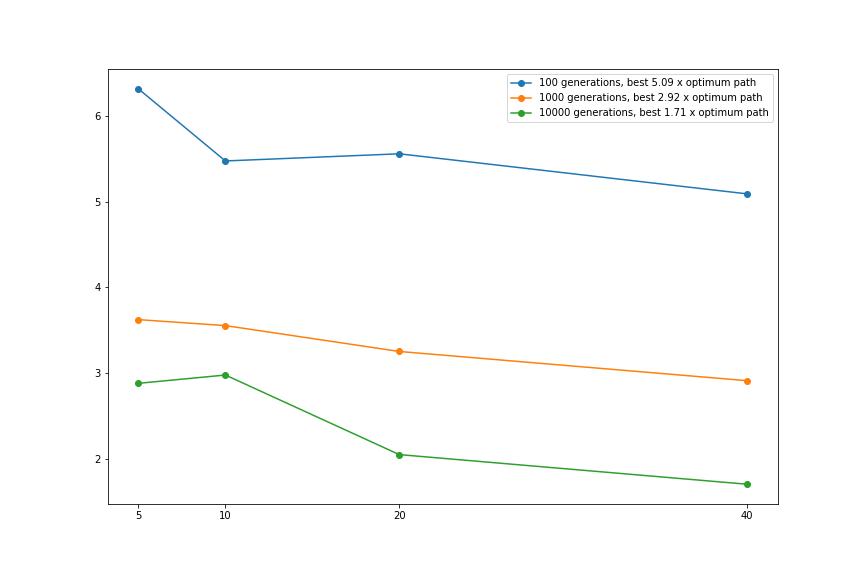 100 generations, best 5.09 x optimum path
1000 generations, best 2.92 x optimum path
10000 generations, best 1.71 x optimum path
6
5
4
3
2
5 10 20 40